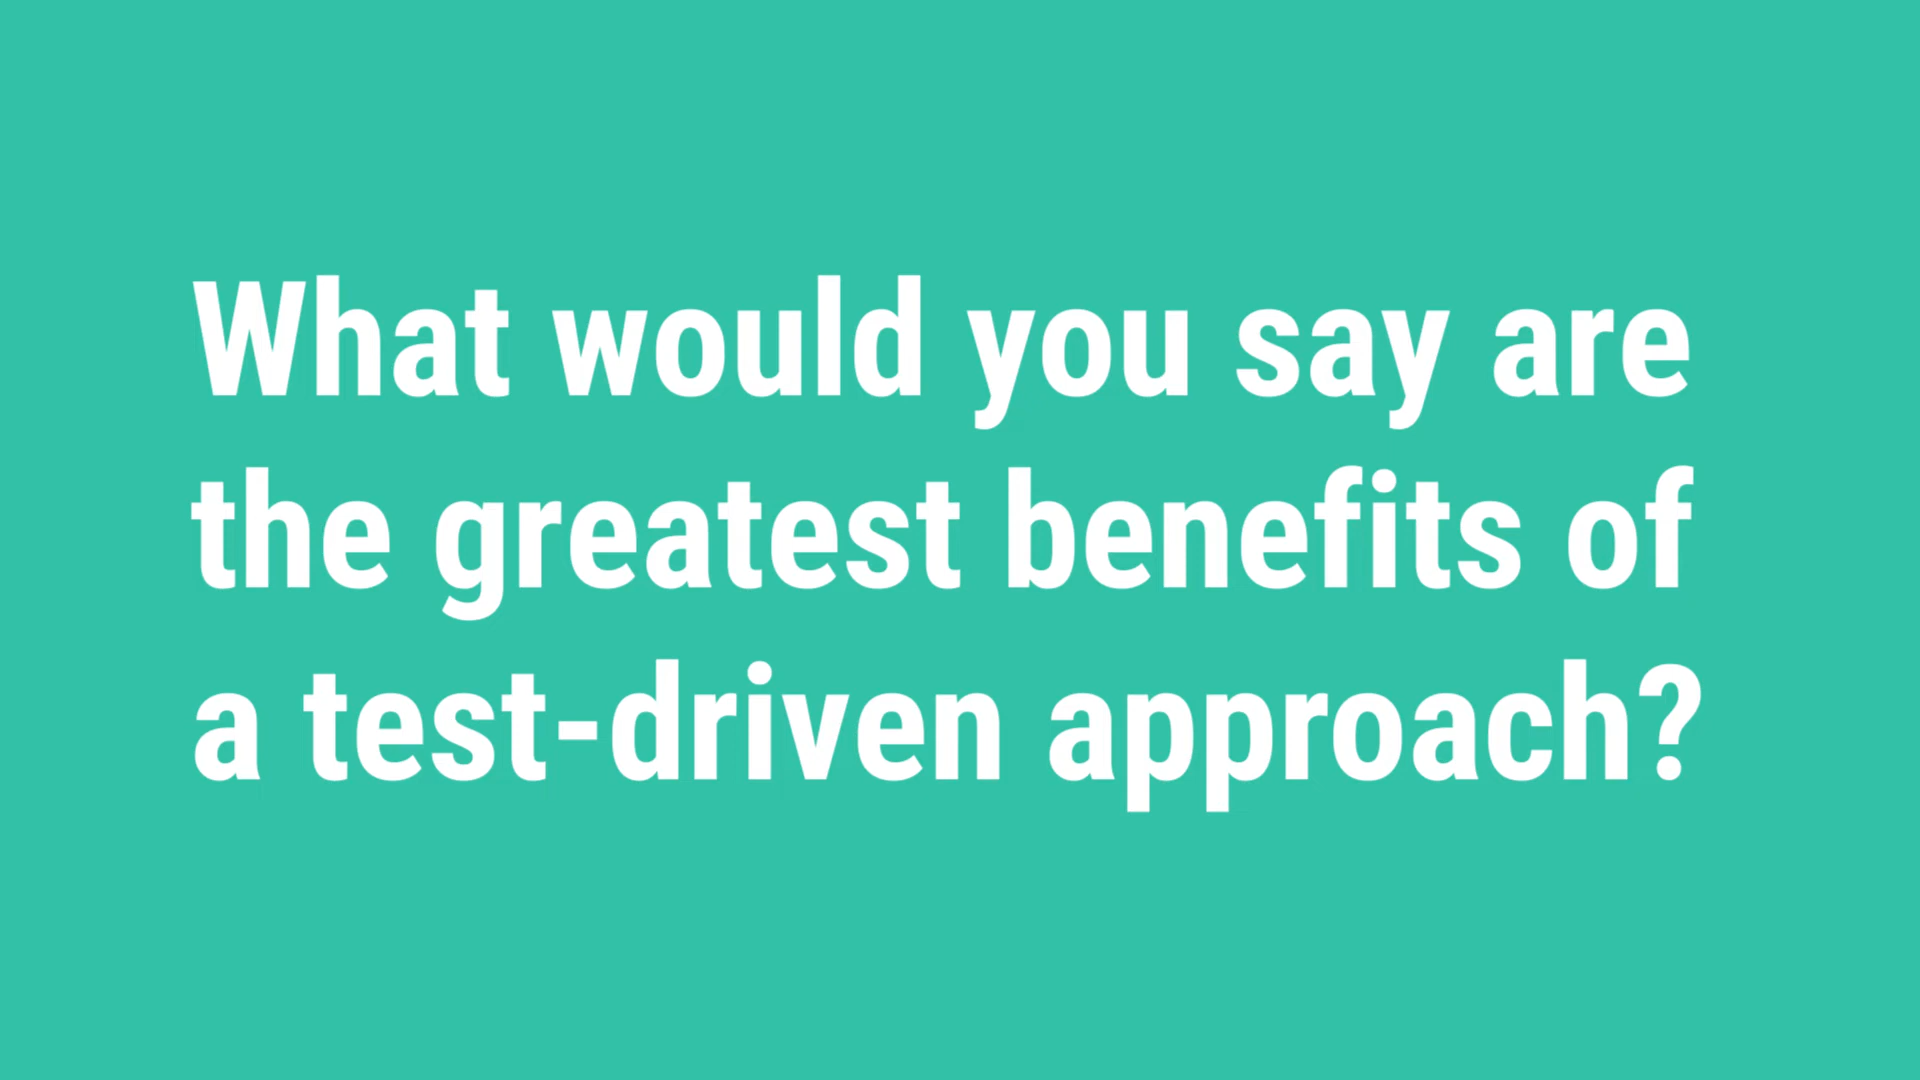 What would you say are
the greatest benefits of
a test-driven approach?